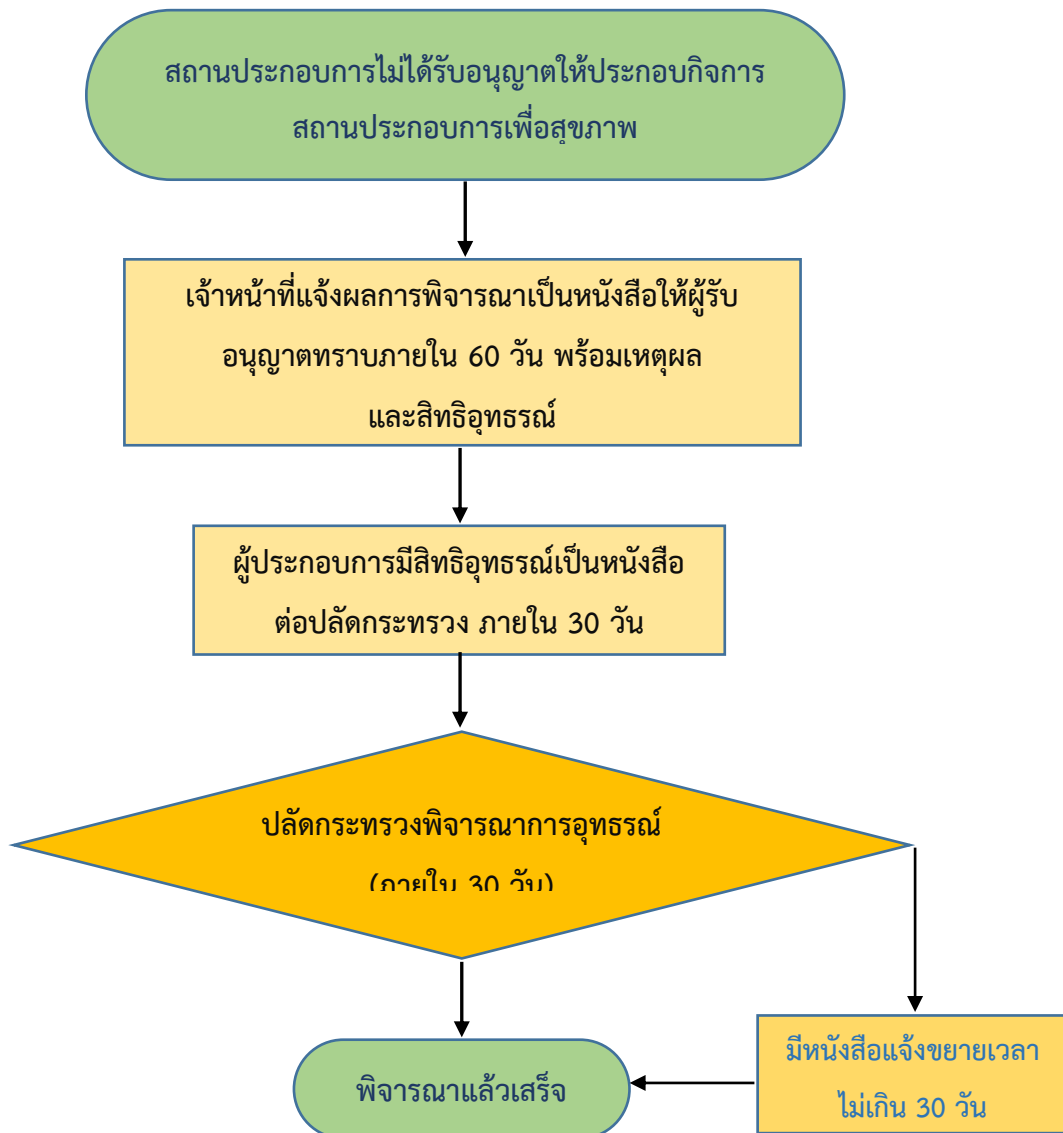 สถานประกอบการไม่ได้รับอนุญาตให้ประกอบกิจการ
สถานประกอบการเพื่อสุขภาพ
เจ้าหน้าที่แจ้งผลการพิจารณาเป็นหนังสือให้ผู้รับ
อนุญาตทราบภายใน 60 วัน พร้อมเหตุผล
และสิทธิอุทธรณ์
ผู้ประกอบการมีสิทธิอุทธรณ์เป็นหนังสือ
ต่อปลัดกระทรวง ภายใน 30 วัน
ปลัดกระทรวงพิจารณาการอุทธรณ์
(ภายใน 30 วัน)
มีหนังสือแจ้งขยายเวลา
ไม่เกิน 30 วัน
พิจารณาแล้วเสร็จ